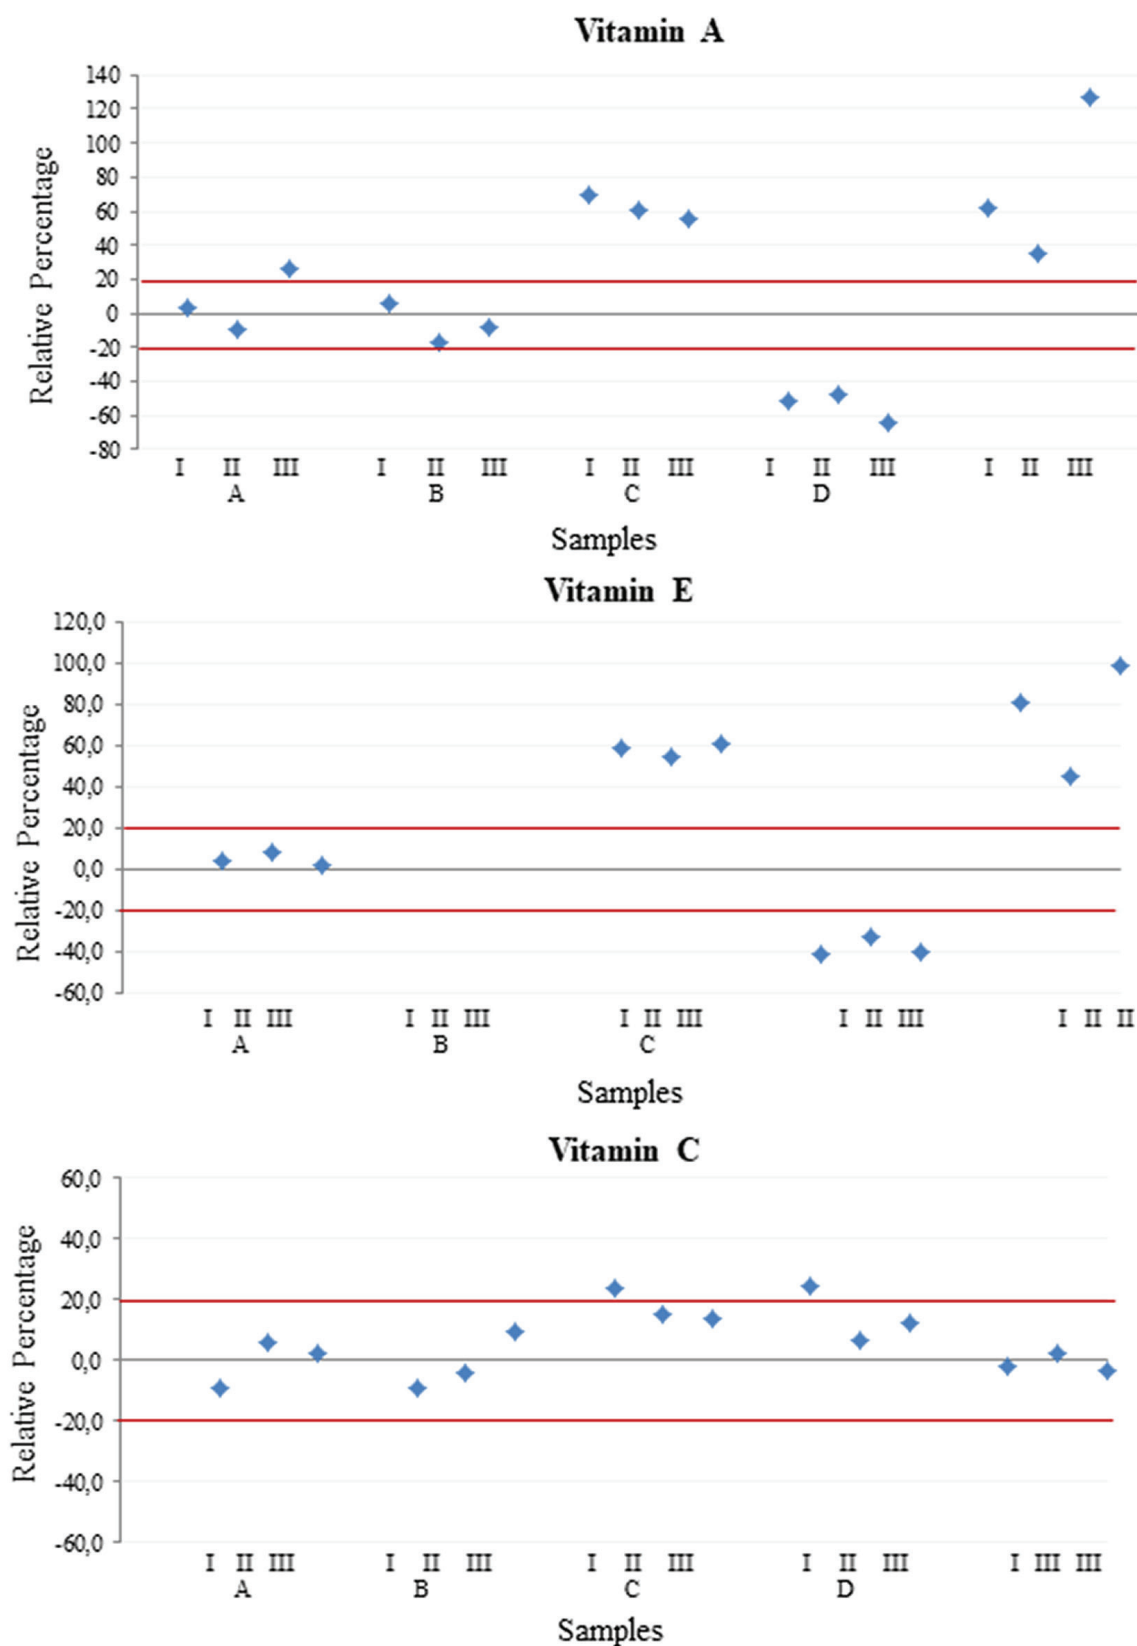 Vitamin A
140
120
100
80
60
40
20
0
-20
-40
-60
-80
Relative Percentage
I II III I II III I II III I II III I II III
A B C D
Samples
Vitamin E
120,0
100,0
80,0
60,0
40,0
20,0
0,0
-20,0
-40,0
-60,0
Relative Percentage
I II III I II III I II III I II III I II II
A B C
Samples
Vitamin C
60,0
40,0
20,0
0,0
-20,0
-40,0
-60,0
Relative Percentage
I II III I II III I II III I II III I III III
A B C D
Samples